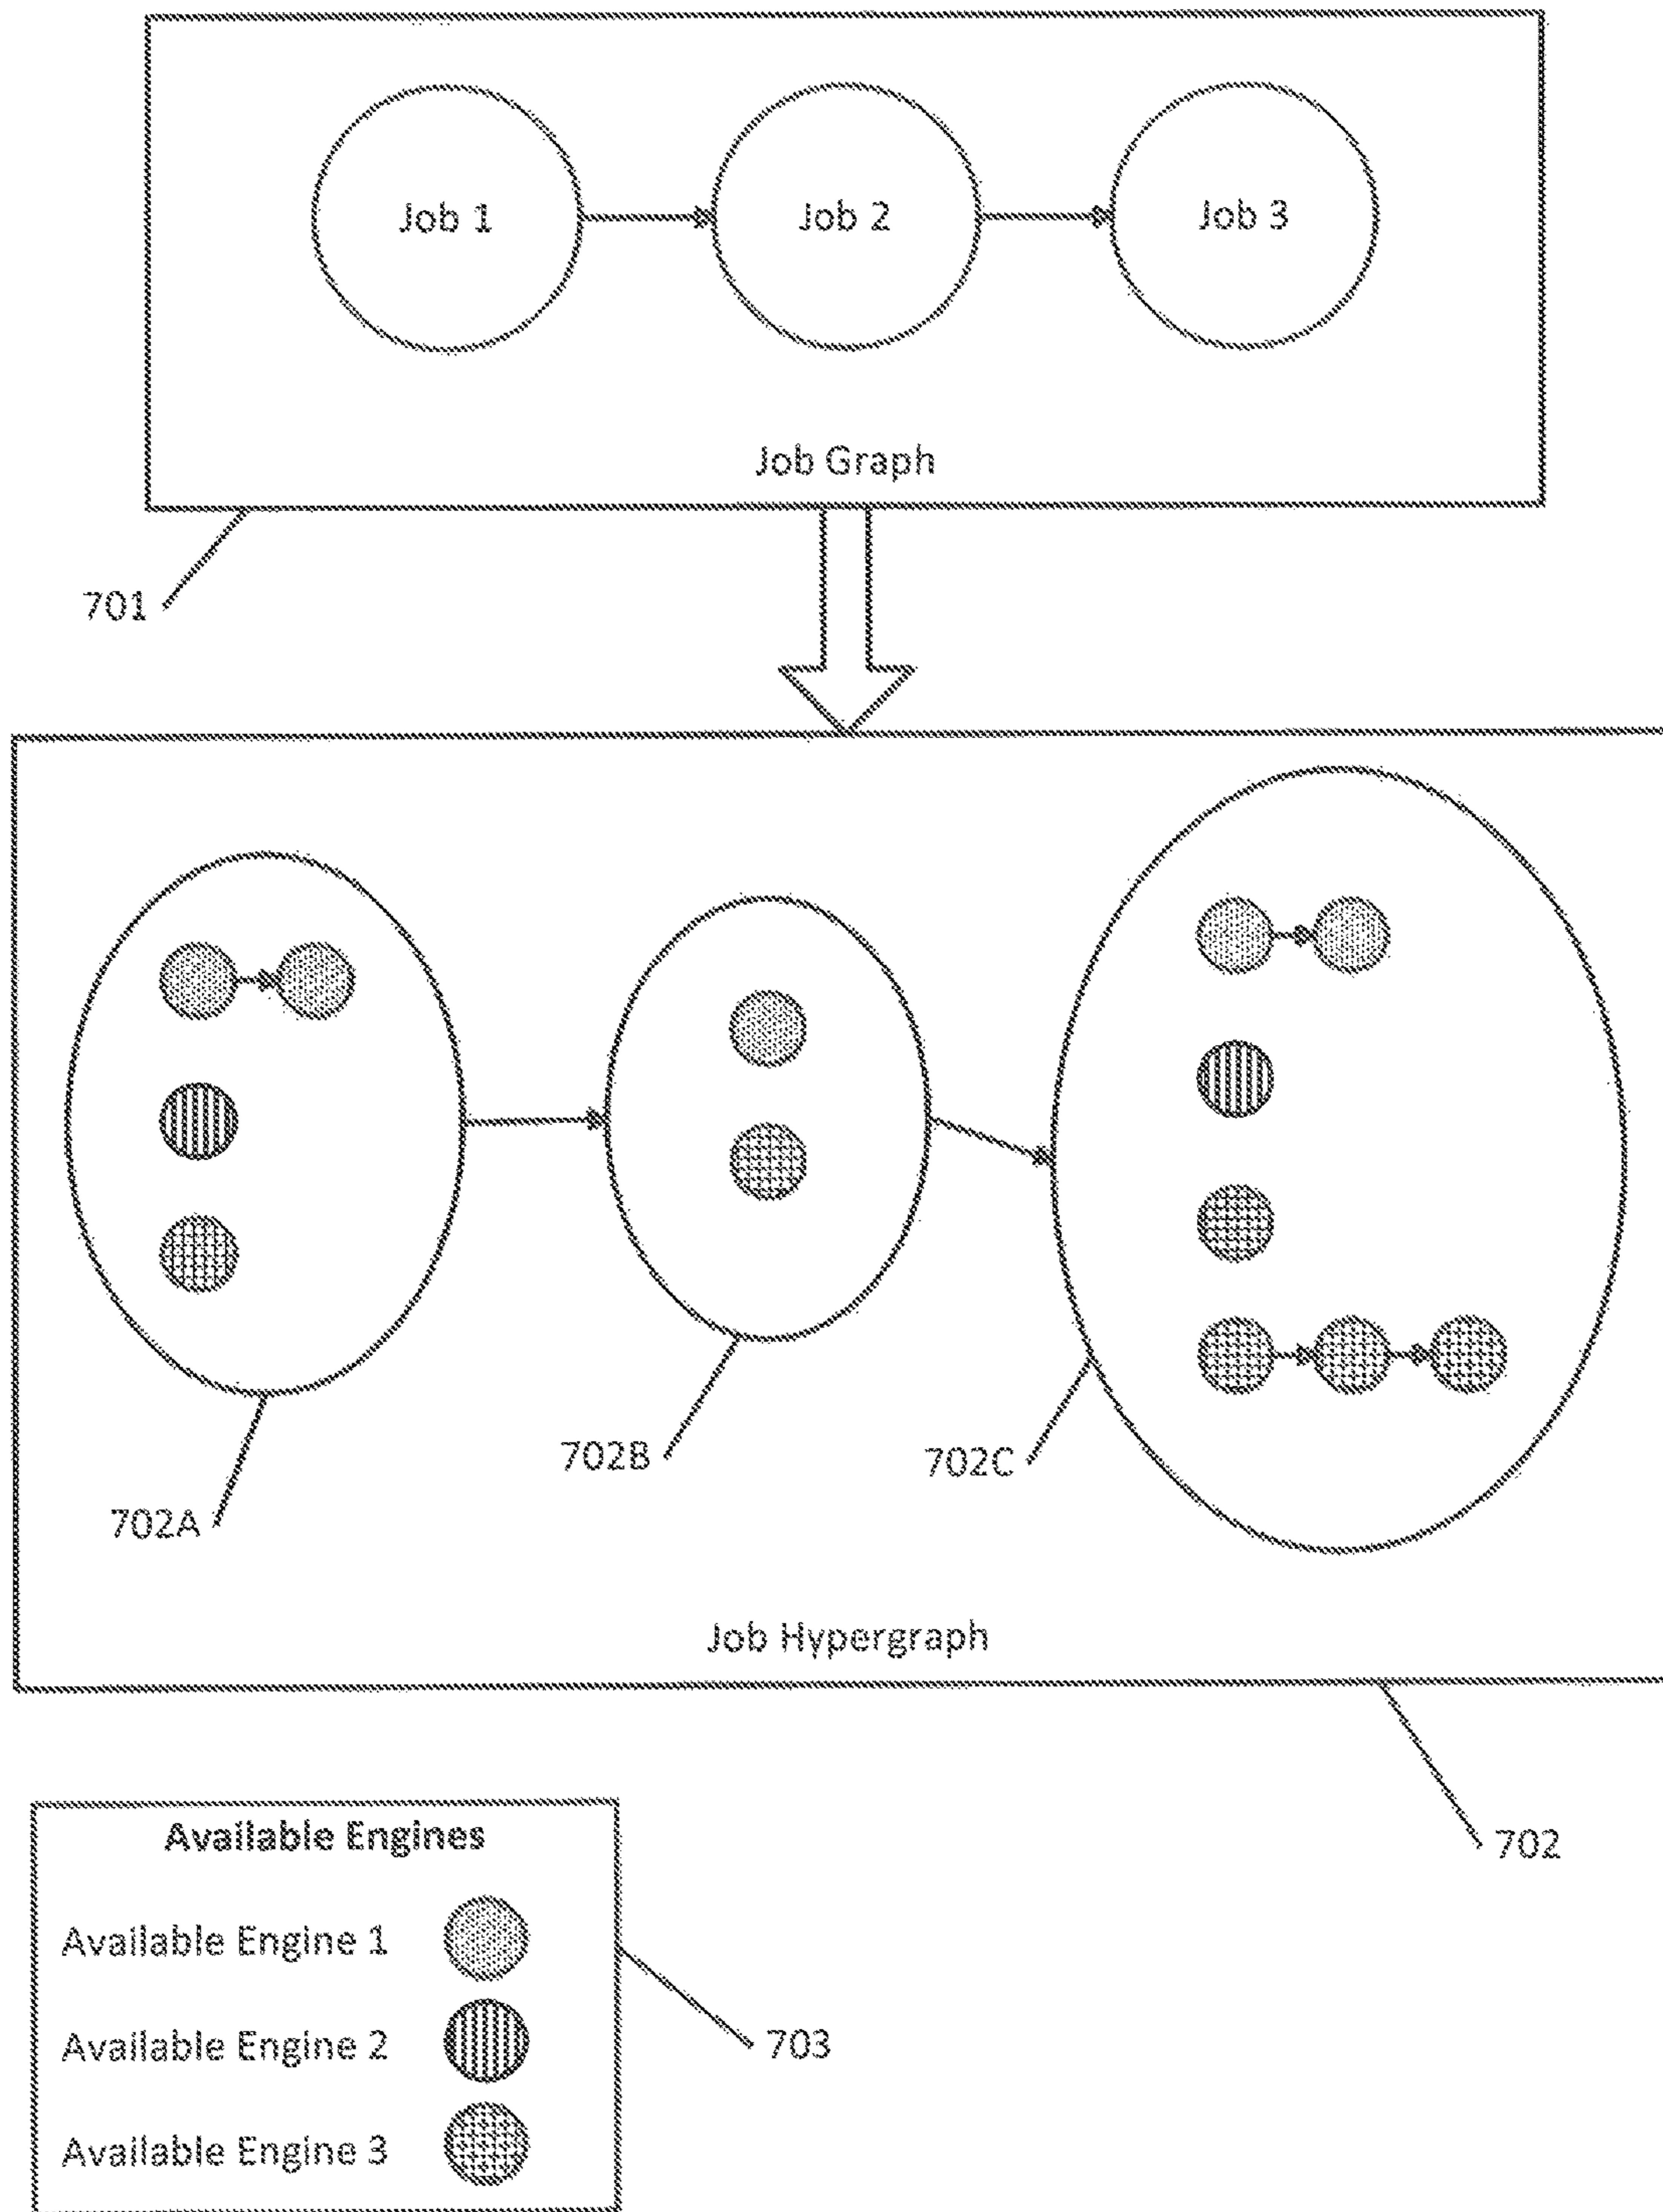 Job 1
Job 2
Job 3
Job Graph
701
702B
702C
702A
Job Hypergraph
702
Available Engines
Available Engine 1
Available Engine 2
703
Available Engine 3